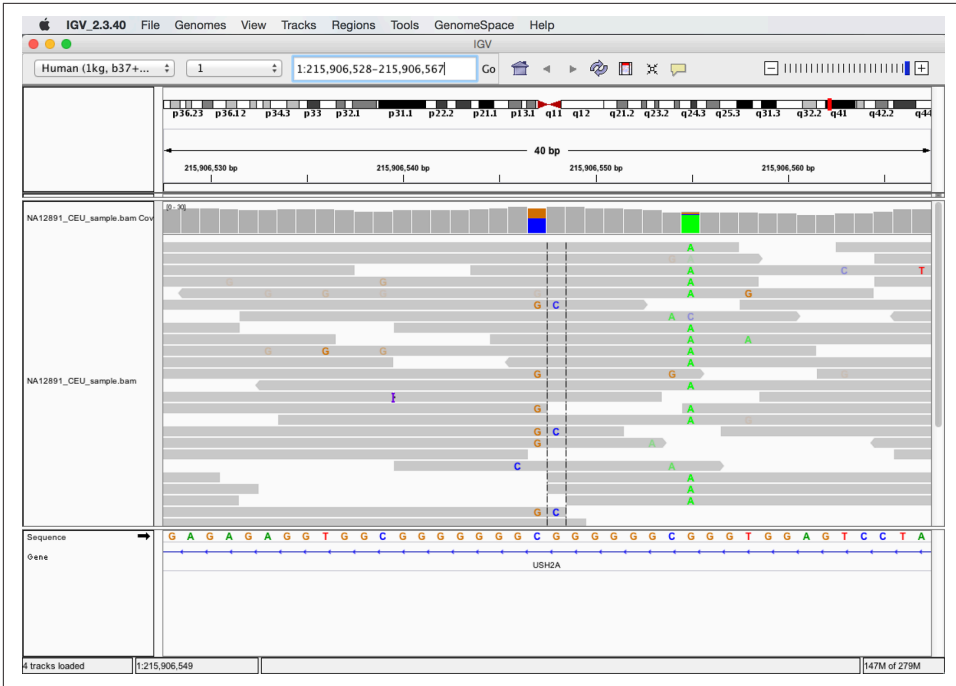 IGV_2.3.40 File Genomes View Tracks Regions Tools GenomeSpace Help
IGV
Human (1kg, b37+... 1 1:215,906,528-215,906,567 Go
p36.23 p36.12 p34.3 p33 p32.1 p31.1 p22.2 p21.1 p13.1 q11 q12 q21.2 q23.2 q24.3 q25.3 q31.3 q32.2 q41 q42.2 q44
40 bp
215,906,530 bp 215,906,540 bp 215,906,550 bp 215,906,560 bp
[0 - 90]
NA12891_CEU_sample.bam Cov
A
G A
A C T
G G A
G G G G G A G
G C
A C
A
A A
G G G A
A
G G G
NA12891_CEU_sample.bam
A
G A
A G
G C
G A
C A A
A
A
A
G C
Sequence G A G A G A G G T G G C G G G G G G G C G G G G G G C G G G T G G A G T C C T A
Gene
USH2A
4 tracks loaded 1:215,906,549 147M of 279M